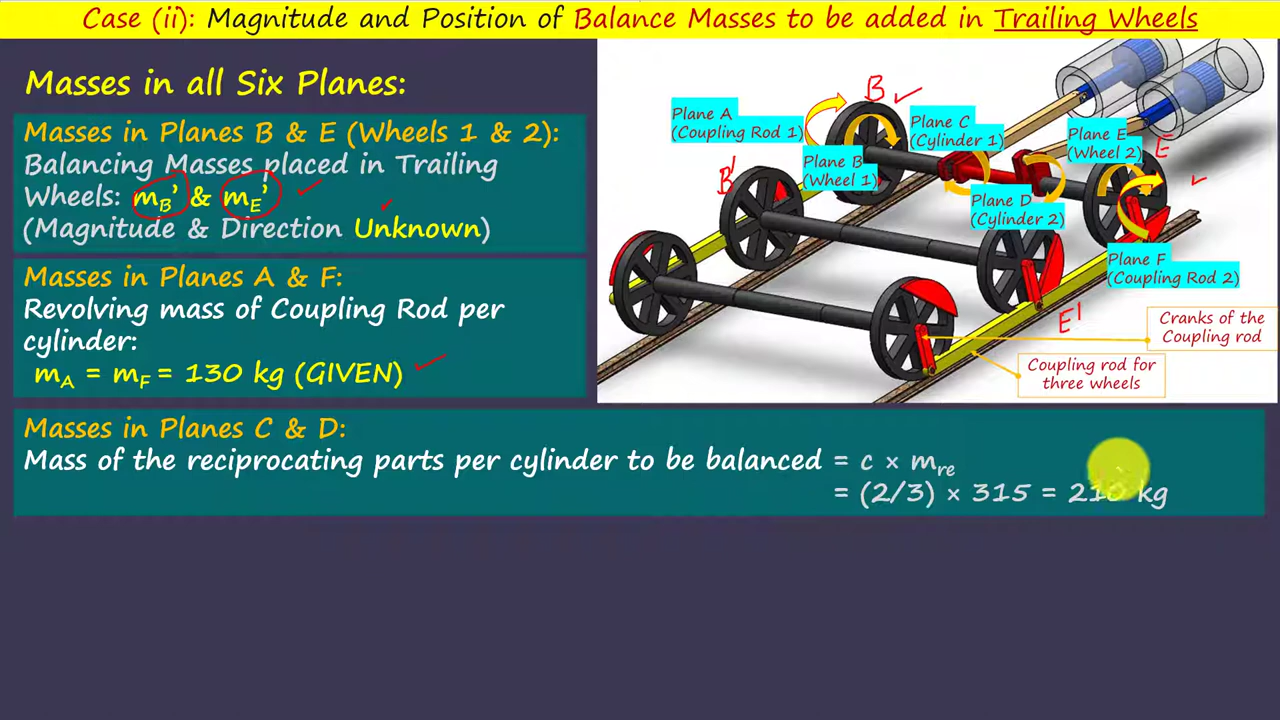 Case (ii): Magnitude and Position of Balance Masses to be added in Trailing Wheels
Masses in all Six Planes:
Masses in Planes B & E (Wheels 1 & 2):
Balancing Masses placed in Trailing
Wheels: mB' & mE'
(Magnitude & Direction Unknown)
Masses in Planes A & F:
Revolving mass of Coupling Rod per
cylinder:
mA = mF = 130 kg (GIVEN)
B
Plane A
(Coupling Rod 1)
Plane C
(Cylinder 1)
Plane E
(Wheel 2)
E
Plane B
(Wheel 1)
B'
Plane D
(Cylinder 2)
Plane F
(Coupling Rod 2)
E'
Cranks of the
Coupling rod
Coupling rod for
three wheels
Masses in Planes C & D:
Mass of the reciprocating parts per cylinder to be balanced = c × mre
= (2/3) × 315 = 210 kg